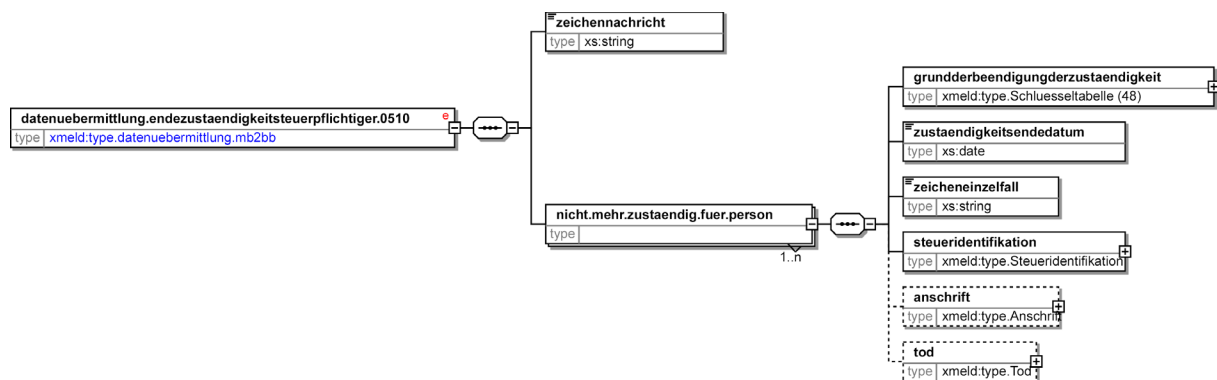 zeichennachricht
type xs:string
datenuebermittlung.endezustaendigkeitsteuerpflichtiger.0510 e
type xmeld:type.datenuebermittlung.mb2bb
nicht.mehr.zustaendig.fuer.person
type
1..n
grundderbeendigungderzustaendigkeit
type xmeld:type.Schluesseltabelle (48)
zustaendigkeitsendedatum
type xs:date
zeicheneinzelfall
type xs:string
steueridentifikation
type xmeld:type.Steueridentifikation
anschrift
type xmeld:type.Anschrift
tod
type xmeld:type.Tod